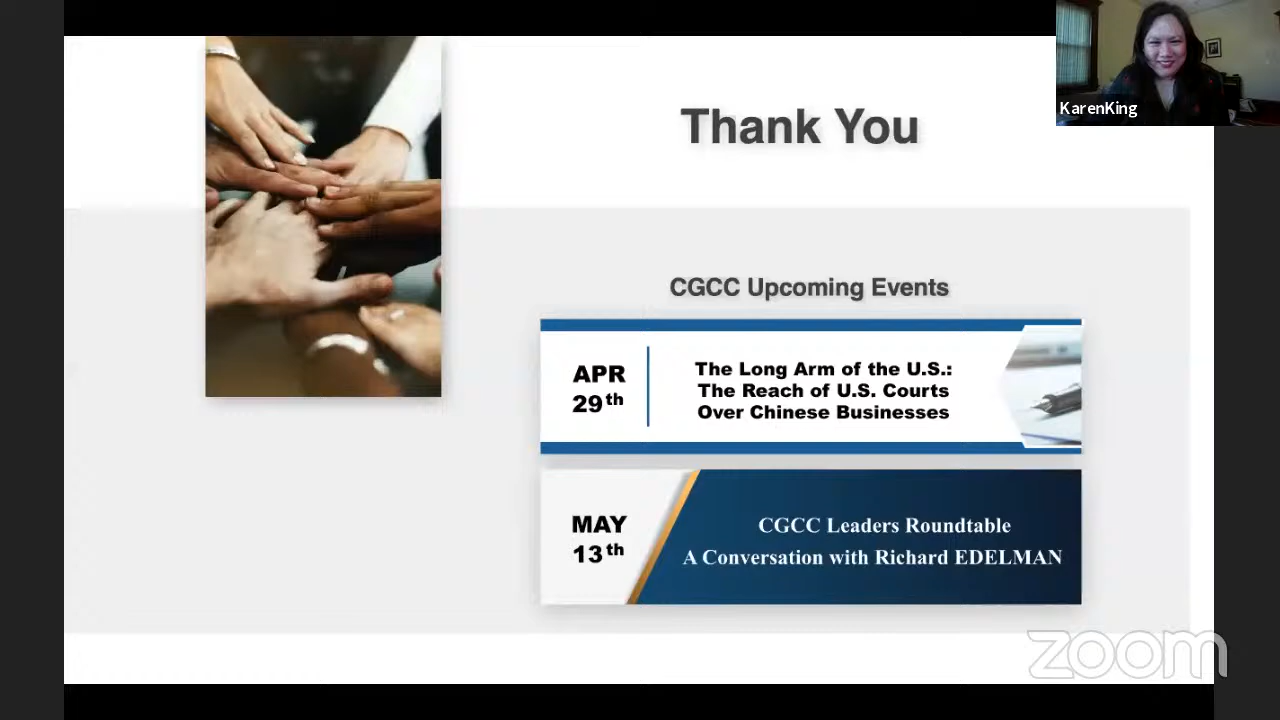 KarenKing
Thank You
CGCC Upcoming Events
APR
29th
The Long Arm of the U.S.:
The Reach of U.S. Courts
Over Chinese Businesses
MAY
13th
CGCC Leaders Roundtable
A Conversation with Richard EDELMAN
zoom